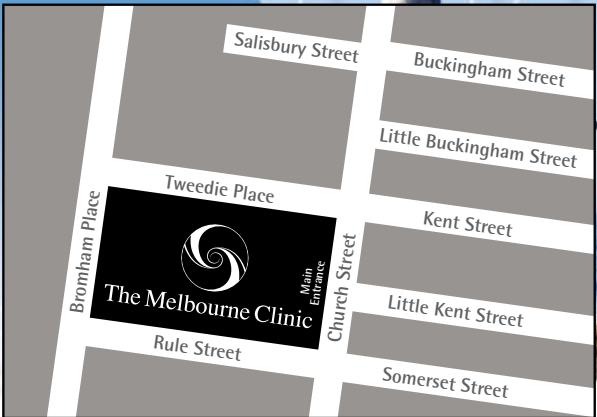 Salisbury Street
Buckingham Street
Little Buckingham Street
Tweedie Place
Kent Street
Bromham Place
Main
Entrance
The Melbourne Clinic
Church Street
Little Kent Street
Rule Street
Somerset Street